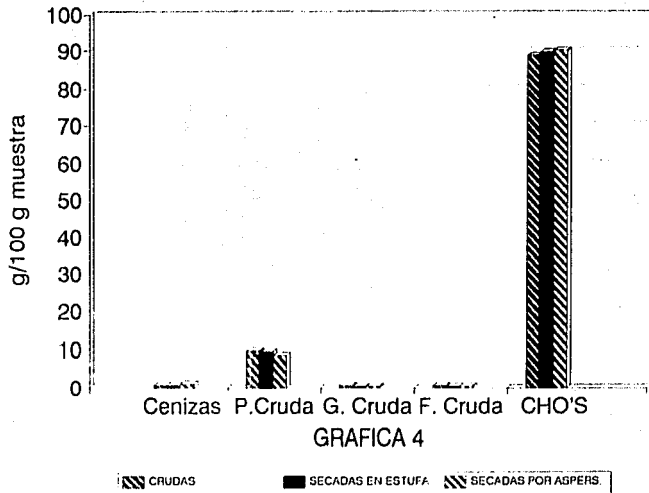 100
90
80
70
60
50
40
30
20
10
0
g/100 g muestra
Cenizas P.Cruda G. Cruda F. Cruda CHO'S
GRAFICA 4
CRUDAS SECADAS EN ESTUFA SECADAS POR ASPERS.